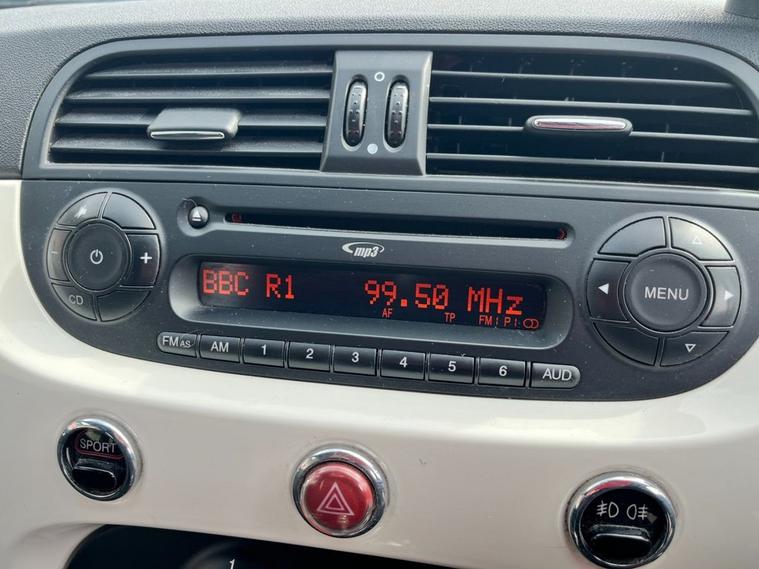 mp3
BBC R1 99.50 MHz
AF TP FM1 P1
CD
MENU
FM AS AM 1 2 3 4 5 6 AUD
SPORT
1